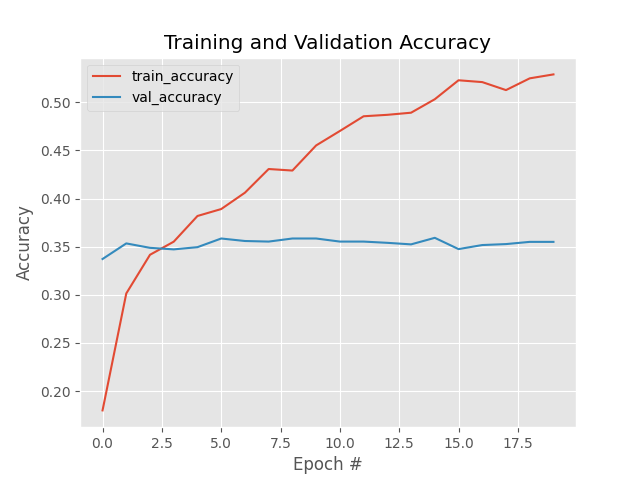 Training and Validation Accuracy
train_accuracy
val_accuracy
0.50
0.45
0.40
0.35
0.30
0.25
0.20
Accuracy
0.0 2.5 5.0 7.5 10.0 12.5 15.0 17.5
Epoch #